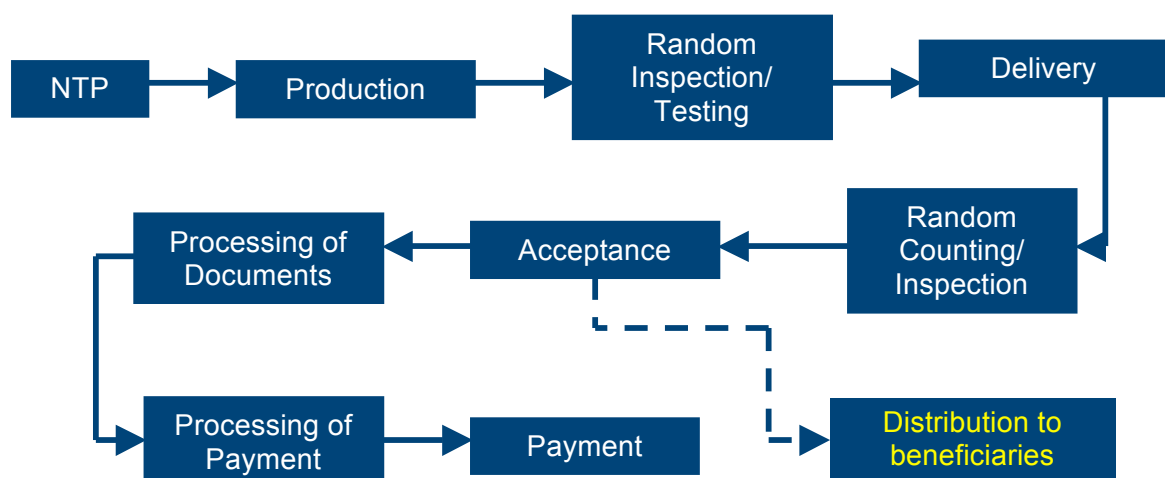 NTP
Production
Random
Inspection/
Testing
Delivery
Random
Counting/
Inspection
Acceptance
Processing of
Documents
Processing of
Payment
Payment
Distribution to
beneficiaries